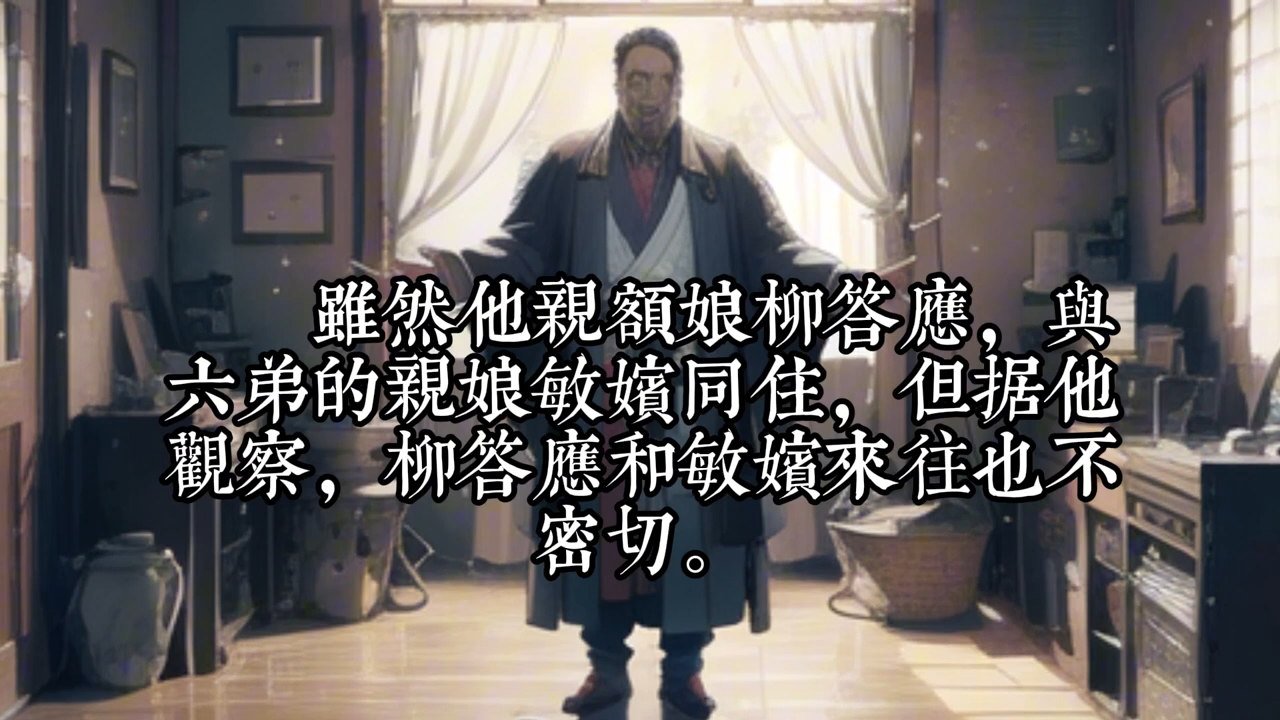 雖然他親額娘柳答應，與
六弟的親娘敏嬪同住，但据他
觀察，柳答應和敏嬪來往也不
密切。